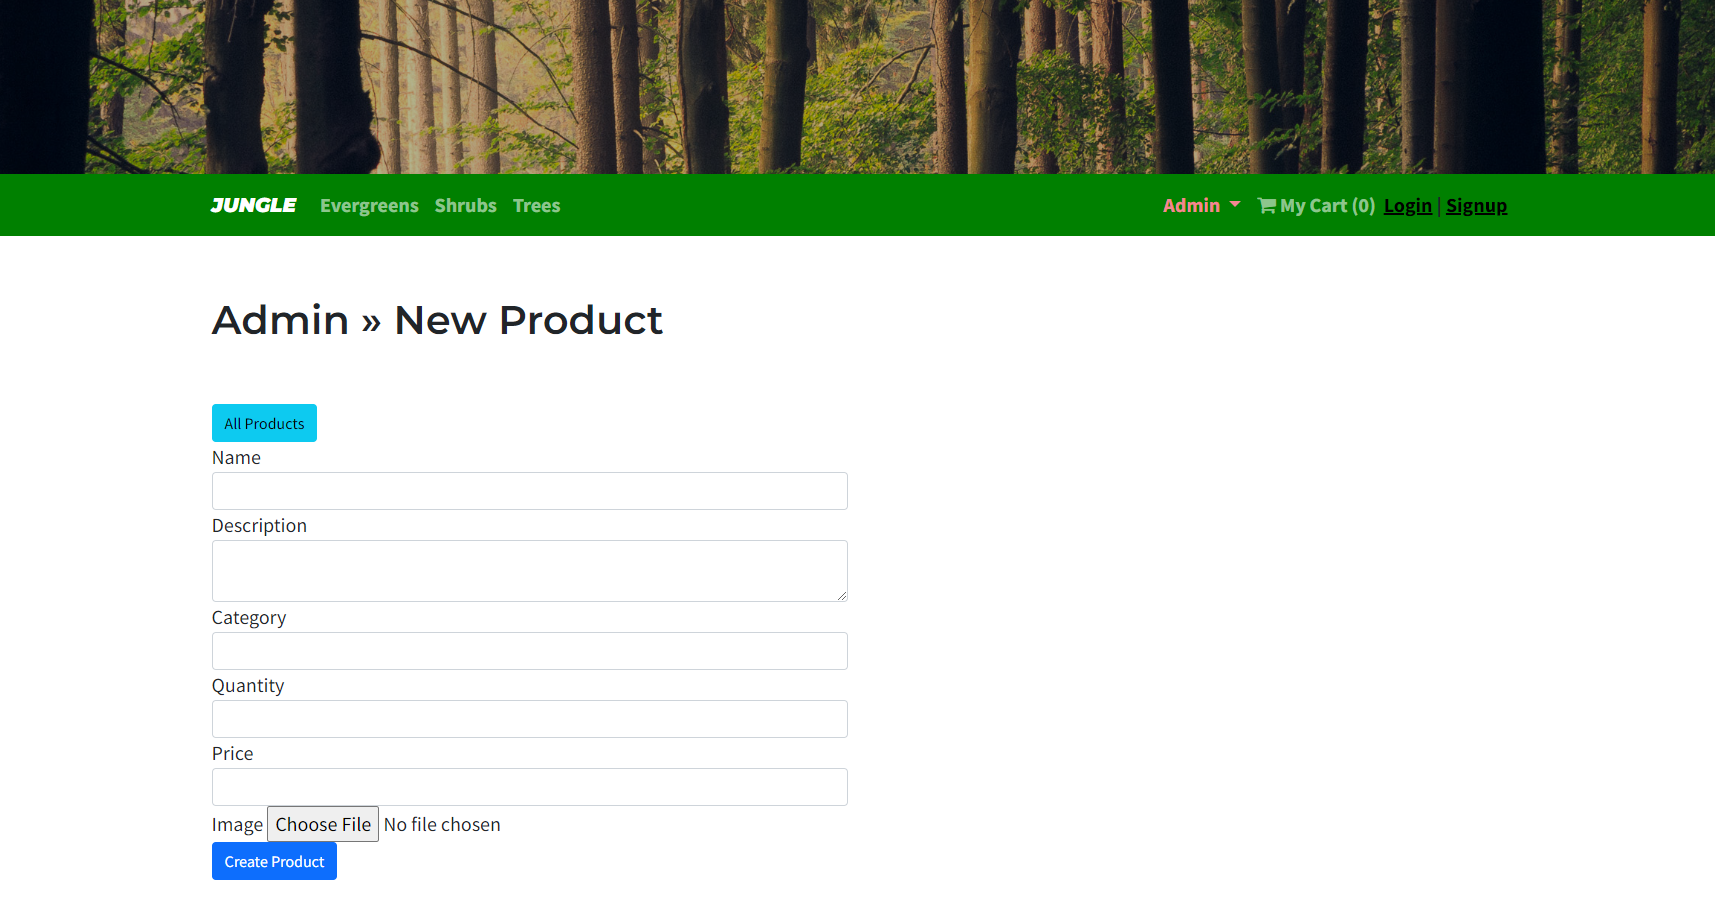 JUNGLE Evergreens Shrubs Trees Admin My Cart (0) Login | Signup
Admin » New Product
All Products
Name
Description
Category
Quantity
Price
Image Choose File No file chosen
Create Product